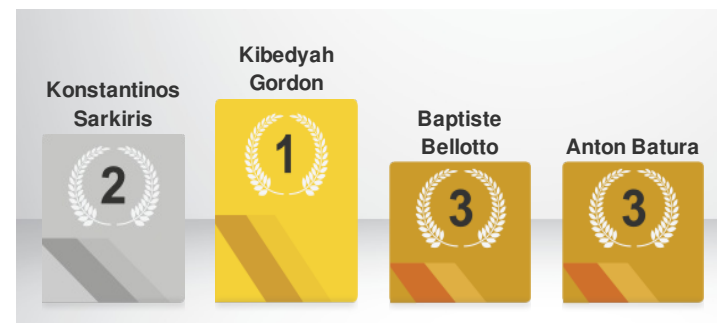 Konstantinos
Sarkiris
2
Kibedyah
Gordon
1
Baptiste
Bellotto
3
Anton Batura
3